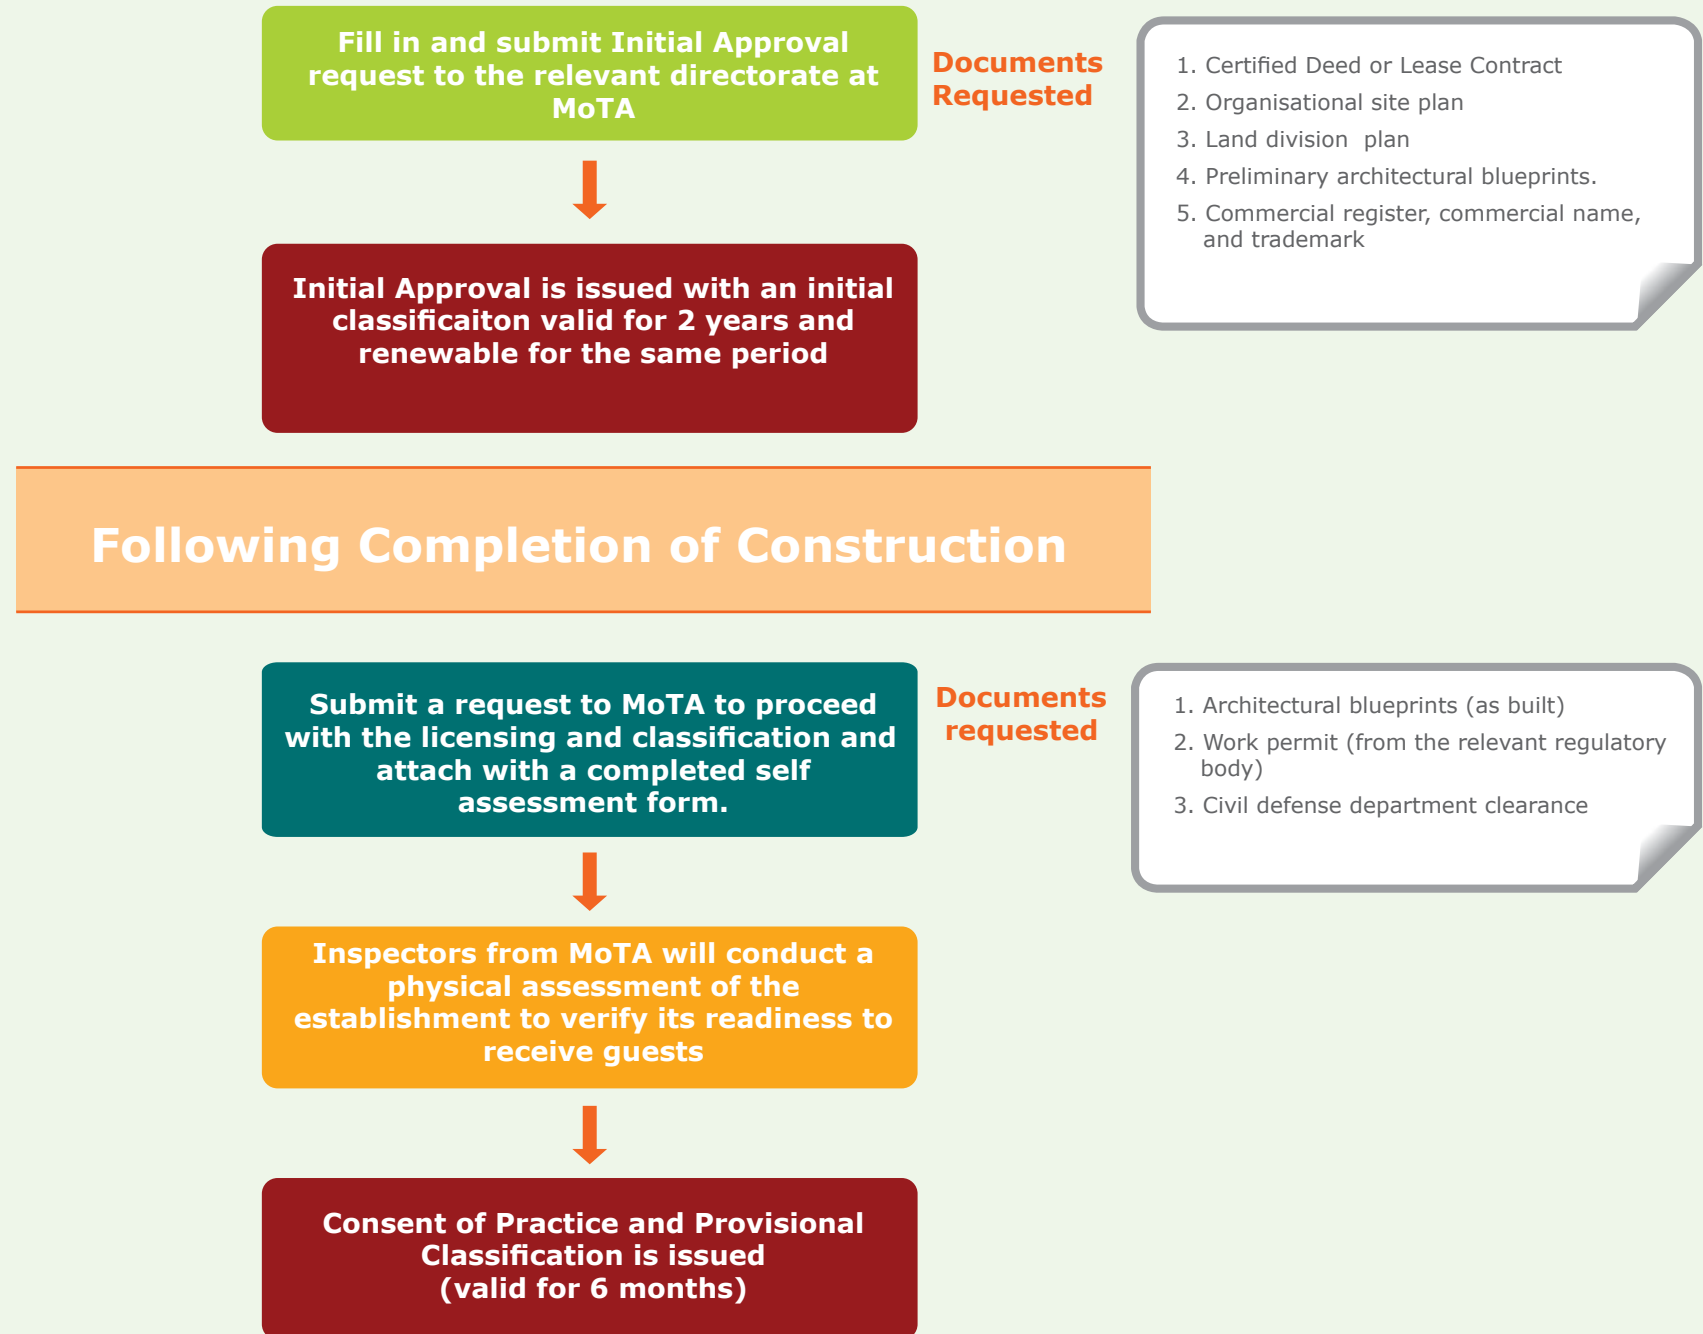 Fill in and submit Initial Approval
request to the relevant directorate at
MoTA
Documents
Requested
1. Certified Deed or Lease Contract
2. Organisational site plan
3. Land division  plan
4. Preliminary architectural blueprints.
5. Commercial register, commercial name,
and trademark
Initial Approval is issued with an initial
classificaiton valid for 2 years and
renewable for the same period
Following Completion of Construction
Submit a request to MoTA to proceed
with the licensing and classification and
attach with a completed self
assessment form.
Documents
requested
1. Architectural blueprints (as built)
2. Work permit (from the relevant regulatory
body)
3. Civil defense department clearance
Inspectors from MoTA will conduct a
physical assessment of the
establishment to verify its readiness to
receive guests
Consent of Practice and Provisional
Classification is issued
(valid for 6 months)